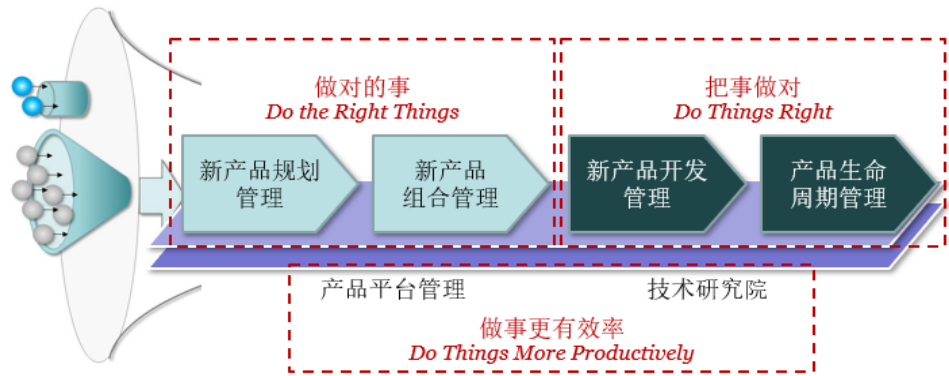 做对的事
Do the Right Things
把事做对
Do Things Right
新产品规划
管理
新产品
组合管理
新产品开发
管理
产品生命
周期管理
产品平台管理
技术研究院
做事更有效率
Do Things More Productively